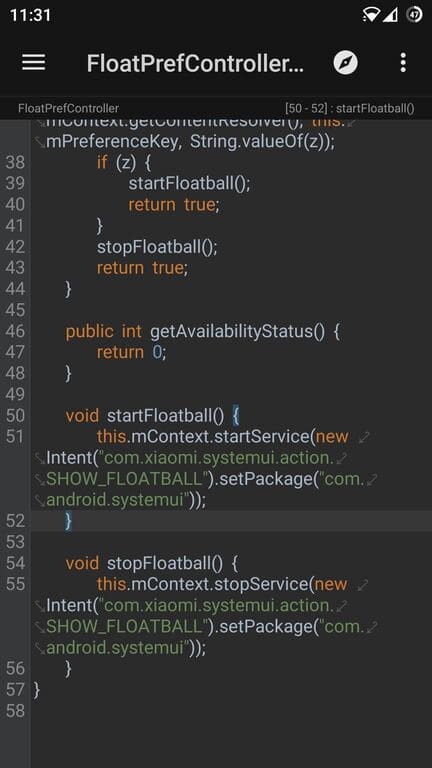 11:31
47
FloatPrefController...
FloatPrefController
[50 - 52] : startFloatball()
mContext.getContentResolver(), this.
mPreferenceKey, String.valueOf(z));
38 if (z) {
39 startFloatball();
40 return true;
41 }
42 stopFloatball();
43 return true;
44 }
45
46 public int getAvailabilityStatus() {
47 return 0;
48 }
49
50 void startFloatball() {
51 this.mContext.startService(new
Intent("com.xiaomi.systemui.action.
SHOW_FLOATBALL").setPackage("com.
android.systemui"));
52 }
53
54 void stopFloatball() {
55 this.mContext.stopService(new
Intent("com.xiaomi.systemui.action.
SHOW_FLOATBALL").setPackage("com.
android.systemui"));
56 }
57 }
58